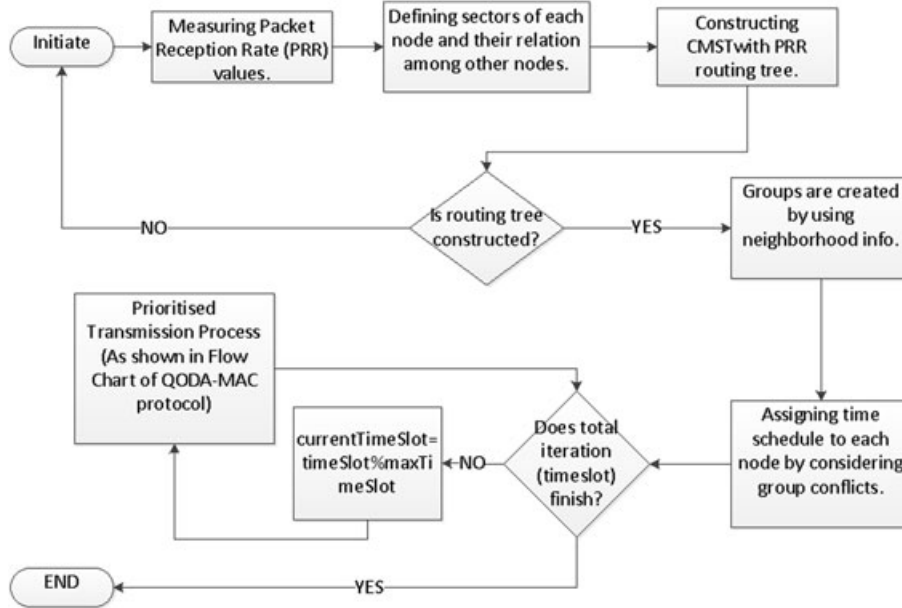 Initiate
Measuring Packet
Reception Rate (PRR)
values.
Defining sectors of each
node and their relation
among other nodes.
Constructing
CMSTwith PRR
routing tree.
Is routing tree
constructed?
NO
YES
Groups are created
by using
neighborhood info.
Prioritised
Transmission Process
(As shown in Flow
Chart of QODA-MAC
protocol)
currentTimeSlot=
timeSlot%maxTi
meSlot
NO
Does total
iteration
(timeslot)
finish?
Assigning time
schedule to each
node by considering
group conflicts.
END
YES